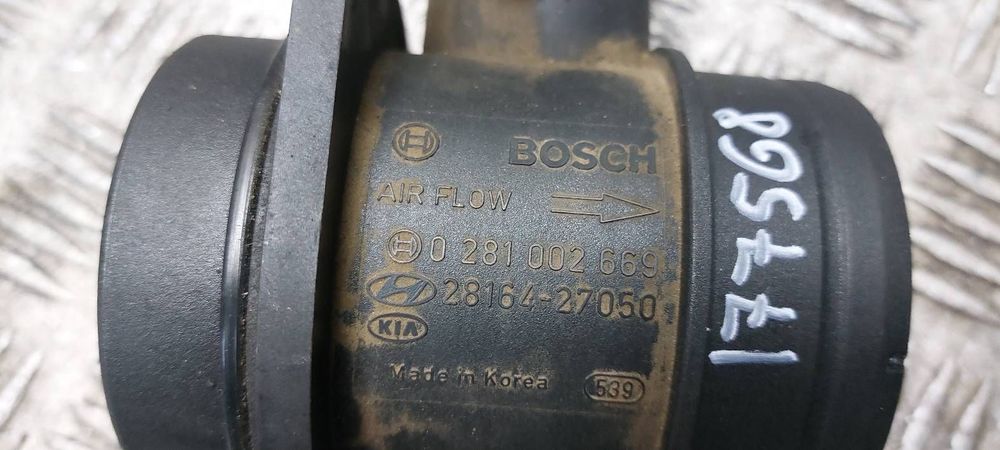 BOSCH
AIR FLOW
0 281 002 669
28164-27050
KIA
Made in Korea 539
177568